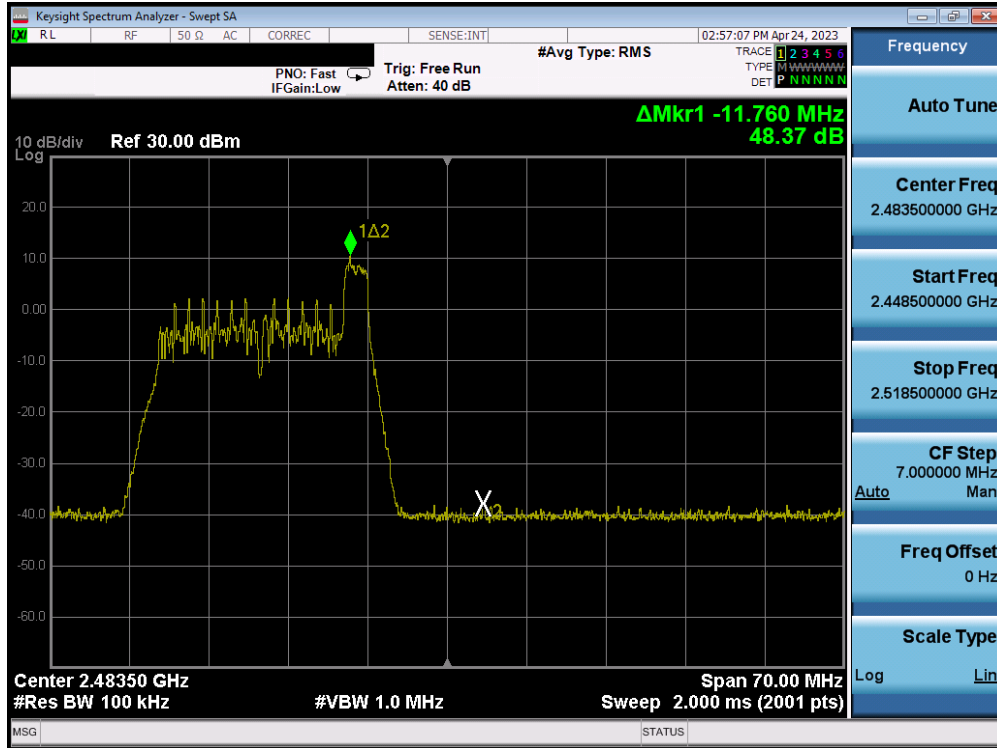 Keysight Spectrum Analyzer - Swept SA
LXI RL RF 50 Ω AC CORREC SENSE:INT 02:57:07 PM Apr 24, 2023
#Avg Type: RMS
TRACE 1 2 3 4 5 6
PNO: Fast Trig: Free Run
TYPE M WWWWW
IFGain:Low Atten: 40 dB
DET P N N N N N
ΔMkr1 -11.760 MHz
48.37 dB
10 dB/div Ref 30.00 dBm
Log
20.0
1Δ2
10.0
0.00
-10.0
-20.0
-30.0
-40.0
X2
-50.0
-60.0
Center 2.48350 GHz Span 70.00 MHz
#Res BW 100 kHz #VBW 1.0 MHz Sweep 2.000 ms (2001 pts)
MSG STATUS
Frequency
Auto Tune
Center Freq
2.483500000 GHz
Start Freq
2.448500000 GHz
Stop Freq
2.518500000 GHz
CF Step
7.000000 MHz
Auto Man
Freq Offset
0 Hz
Scale Type
Log Lin